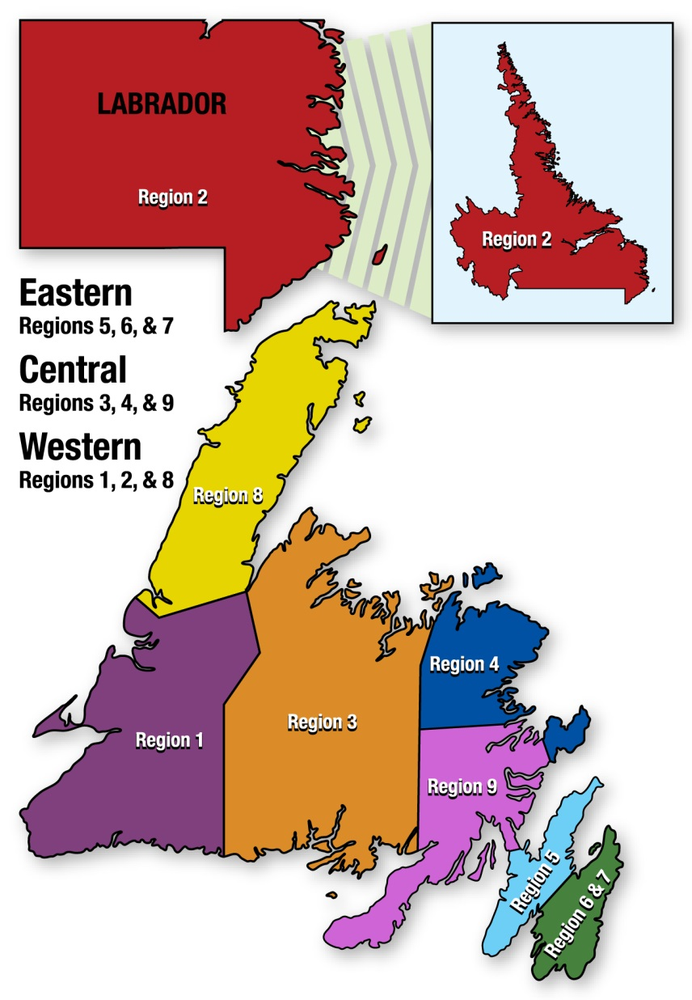 LABRADOR
Region 2
Region 2
Eastern
Regions 5, 6, & 7
Central
Regions 3, 4, & 9
Western
Regions 1, 2, & 8
Region 8
Region 4
Region 3
Region 1
Region 9
Region 5
Region 6 & 7